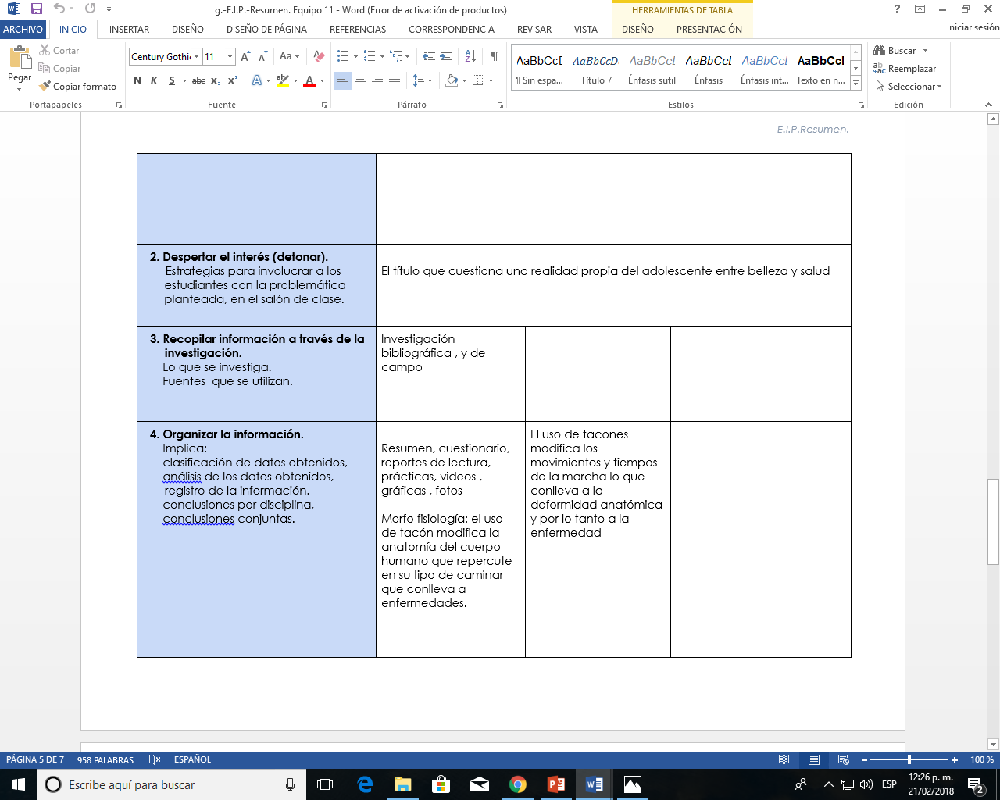 g.-E.I.P.-Resumen. Equipo 11 - Word (Error de activación de productos)
HERRAMIENTAS DE TABLA
ARCHIVO INICIO INSERTAR DISEÑO DISEÑO DE PÁGINA REFERENCIAS CORRESPONDENCIA REVISAR VISTA DISEÑO PRESENTACIÓN Iniciar sesión
Pegar
Cortar
Copiar
Copiar formato
Portapapeles
Century Gothi 11
N K S abc x₂ x²
Fuente
Párrafo
AaBbCcD AaBbCcD AaBbCcL AaBbCcL AaBbCcL AaBbCcl
¶ Sin espa... Título 7 Énfasis sutil Énfasis Énfasis int... Texto en n...
Estilos
Buscar
Reemplazar
Seleccionar
Edición
E.I.P.Resumen.
2. Despertar el interés (detonar).
Estrategias para involucrar a los
estudiantes con la problemática
planteada, en el salón de clase.
El título que cuestiona una realidad propia del adolescente entre belleza y salud
3. Recopilar información a través de la
investigación.
Lo que se investiga.
Fuentes  que se utilizan.
Investigación
bibliográfica , y de
campo
4. Organizar la información.
Implica:
clasificación de datos obtenidos,
análisis de los datos obtenidos,
registro de la información.
conclusiones por disciplina,
conclusiones conjuntas.
Resumen, cuestionario,
reportes de lectura,
prácticas, videos ,
gráficas , fotos
Morfo fisiología: el uso
de tacón modifica la
anatomía del cuerpo
humano que repercute
en su tipo de caminar
que conlleva a
enfermedades.
El uso de tacones
modifica los
movimientos y tiempos
de la marcha lo que
conlleva a la
deformidad anatómica
y por lo tanto a la
enfermedad
PÁGINA 5 DE 7 958 PALABRAS ESPAÑOL 100 %
Escribe aquí para buscar
ESP
12:26 p. m.
21/02/2018
2